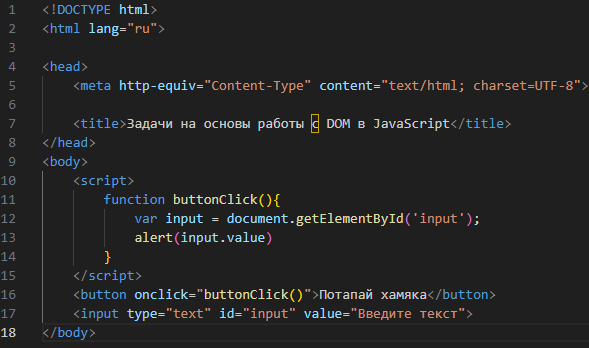 1 <!DOCTYPE html>
2 <html lang="ru">
3
4 <head>
5 <meta http-equiv="Content-Type" content="text/html; charset=UTF-8">
6
7 <title>Задачи на основы работы с DOM в JavaScript</title>
8 </head>
9 <body>
10 <script>
11 function buttonClick(){
12 var input = document.getElementById('input');
13 alert(input.value)
14 }
15 </script>
16 <button onclick="buttonClick()">Потапай хамяка</button>
17 <input type="text" id="input" value="Введите текст">
18 </body>